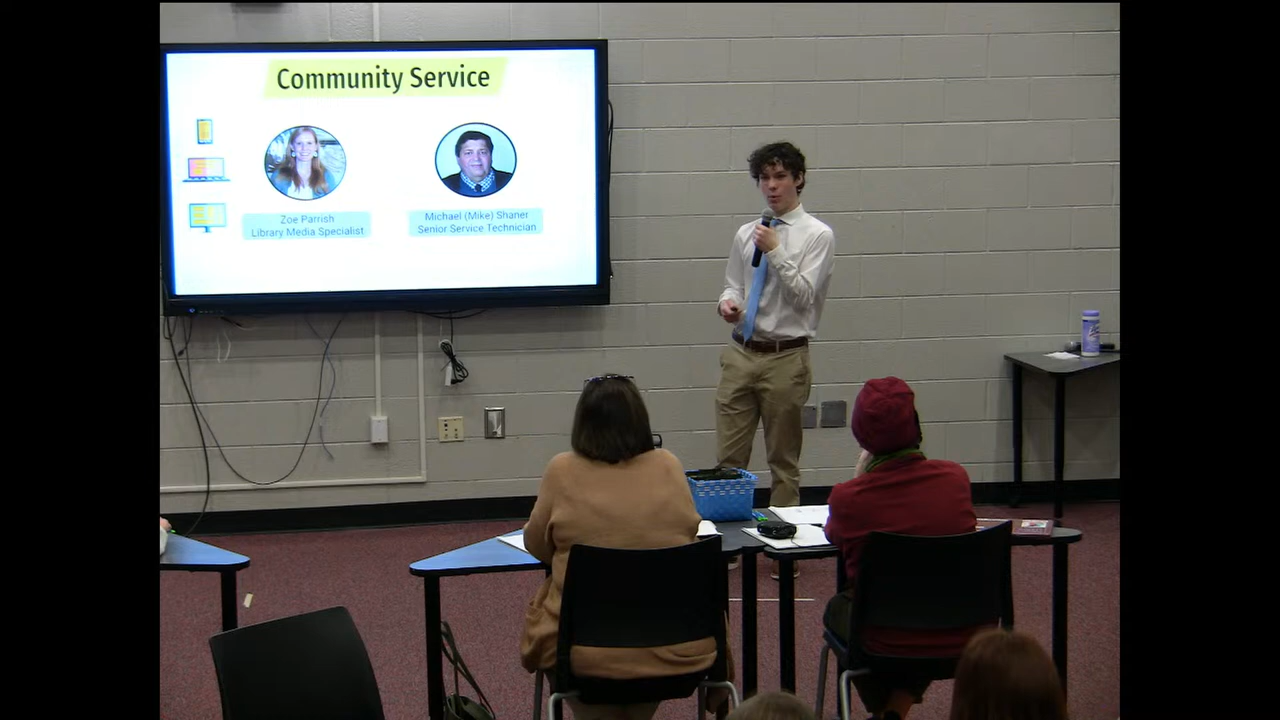 Community Service
Zoe Parrish
Library Media Specialist
Michael (Mike) Shaner
Senior Service Technician